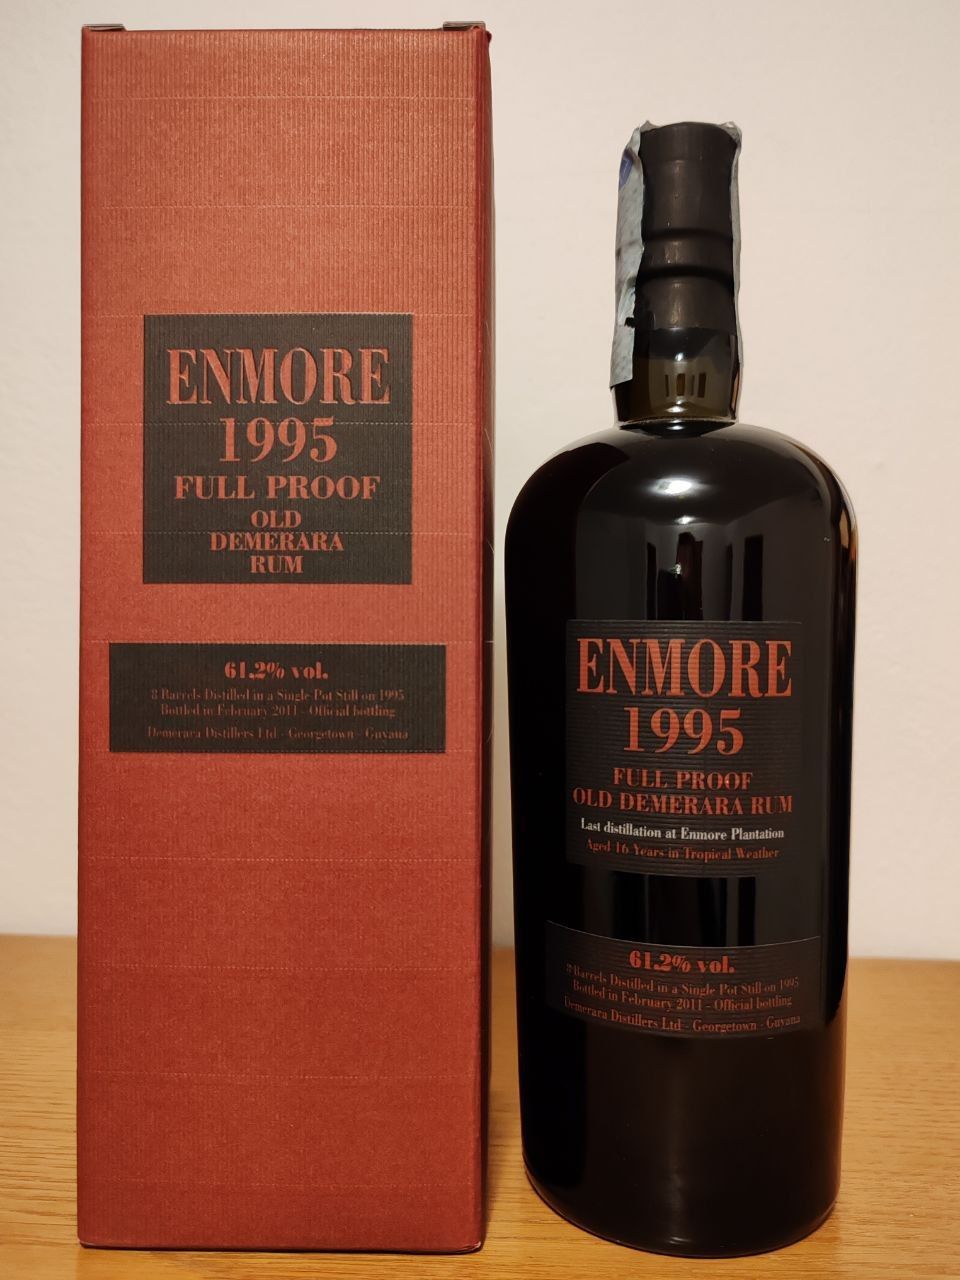 ENMORE
1995
FULL PROOF
OLD
DEMERARA
RUM
61.2% vol.
8 Barrels Distilled in a Single Pot Still on 1995
Bottled in February 2011 - Official bottling
Demerara Distillers Ltd - Georgetown - Guyana
ENMORE
1995
FULL PROOF
OLD DEMERARA RUM
Last distillation at Enmore Plantation
Aged 16 Years in Tropical Weather
61.2% vol.
8 Barrels Distilled in a Single Pot Still on 1995
Bottled in February 2011 - Official bottling
Demerara Distillers Ltd - Georgetown - Guyana